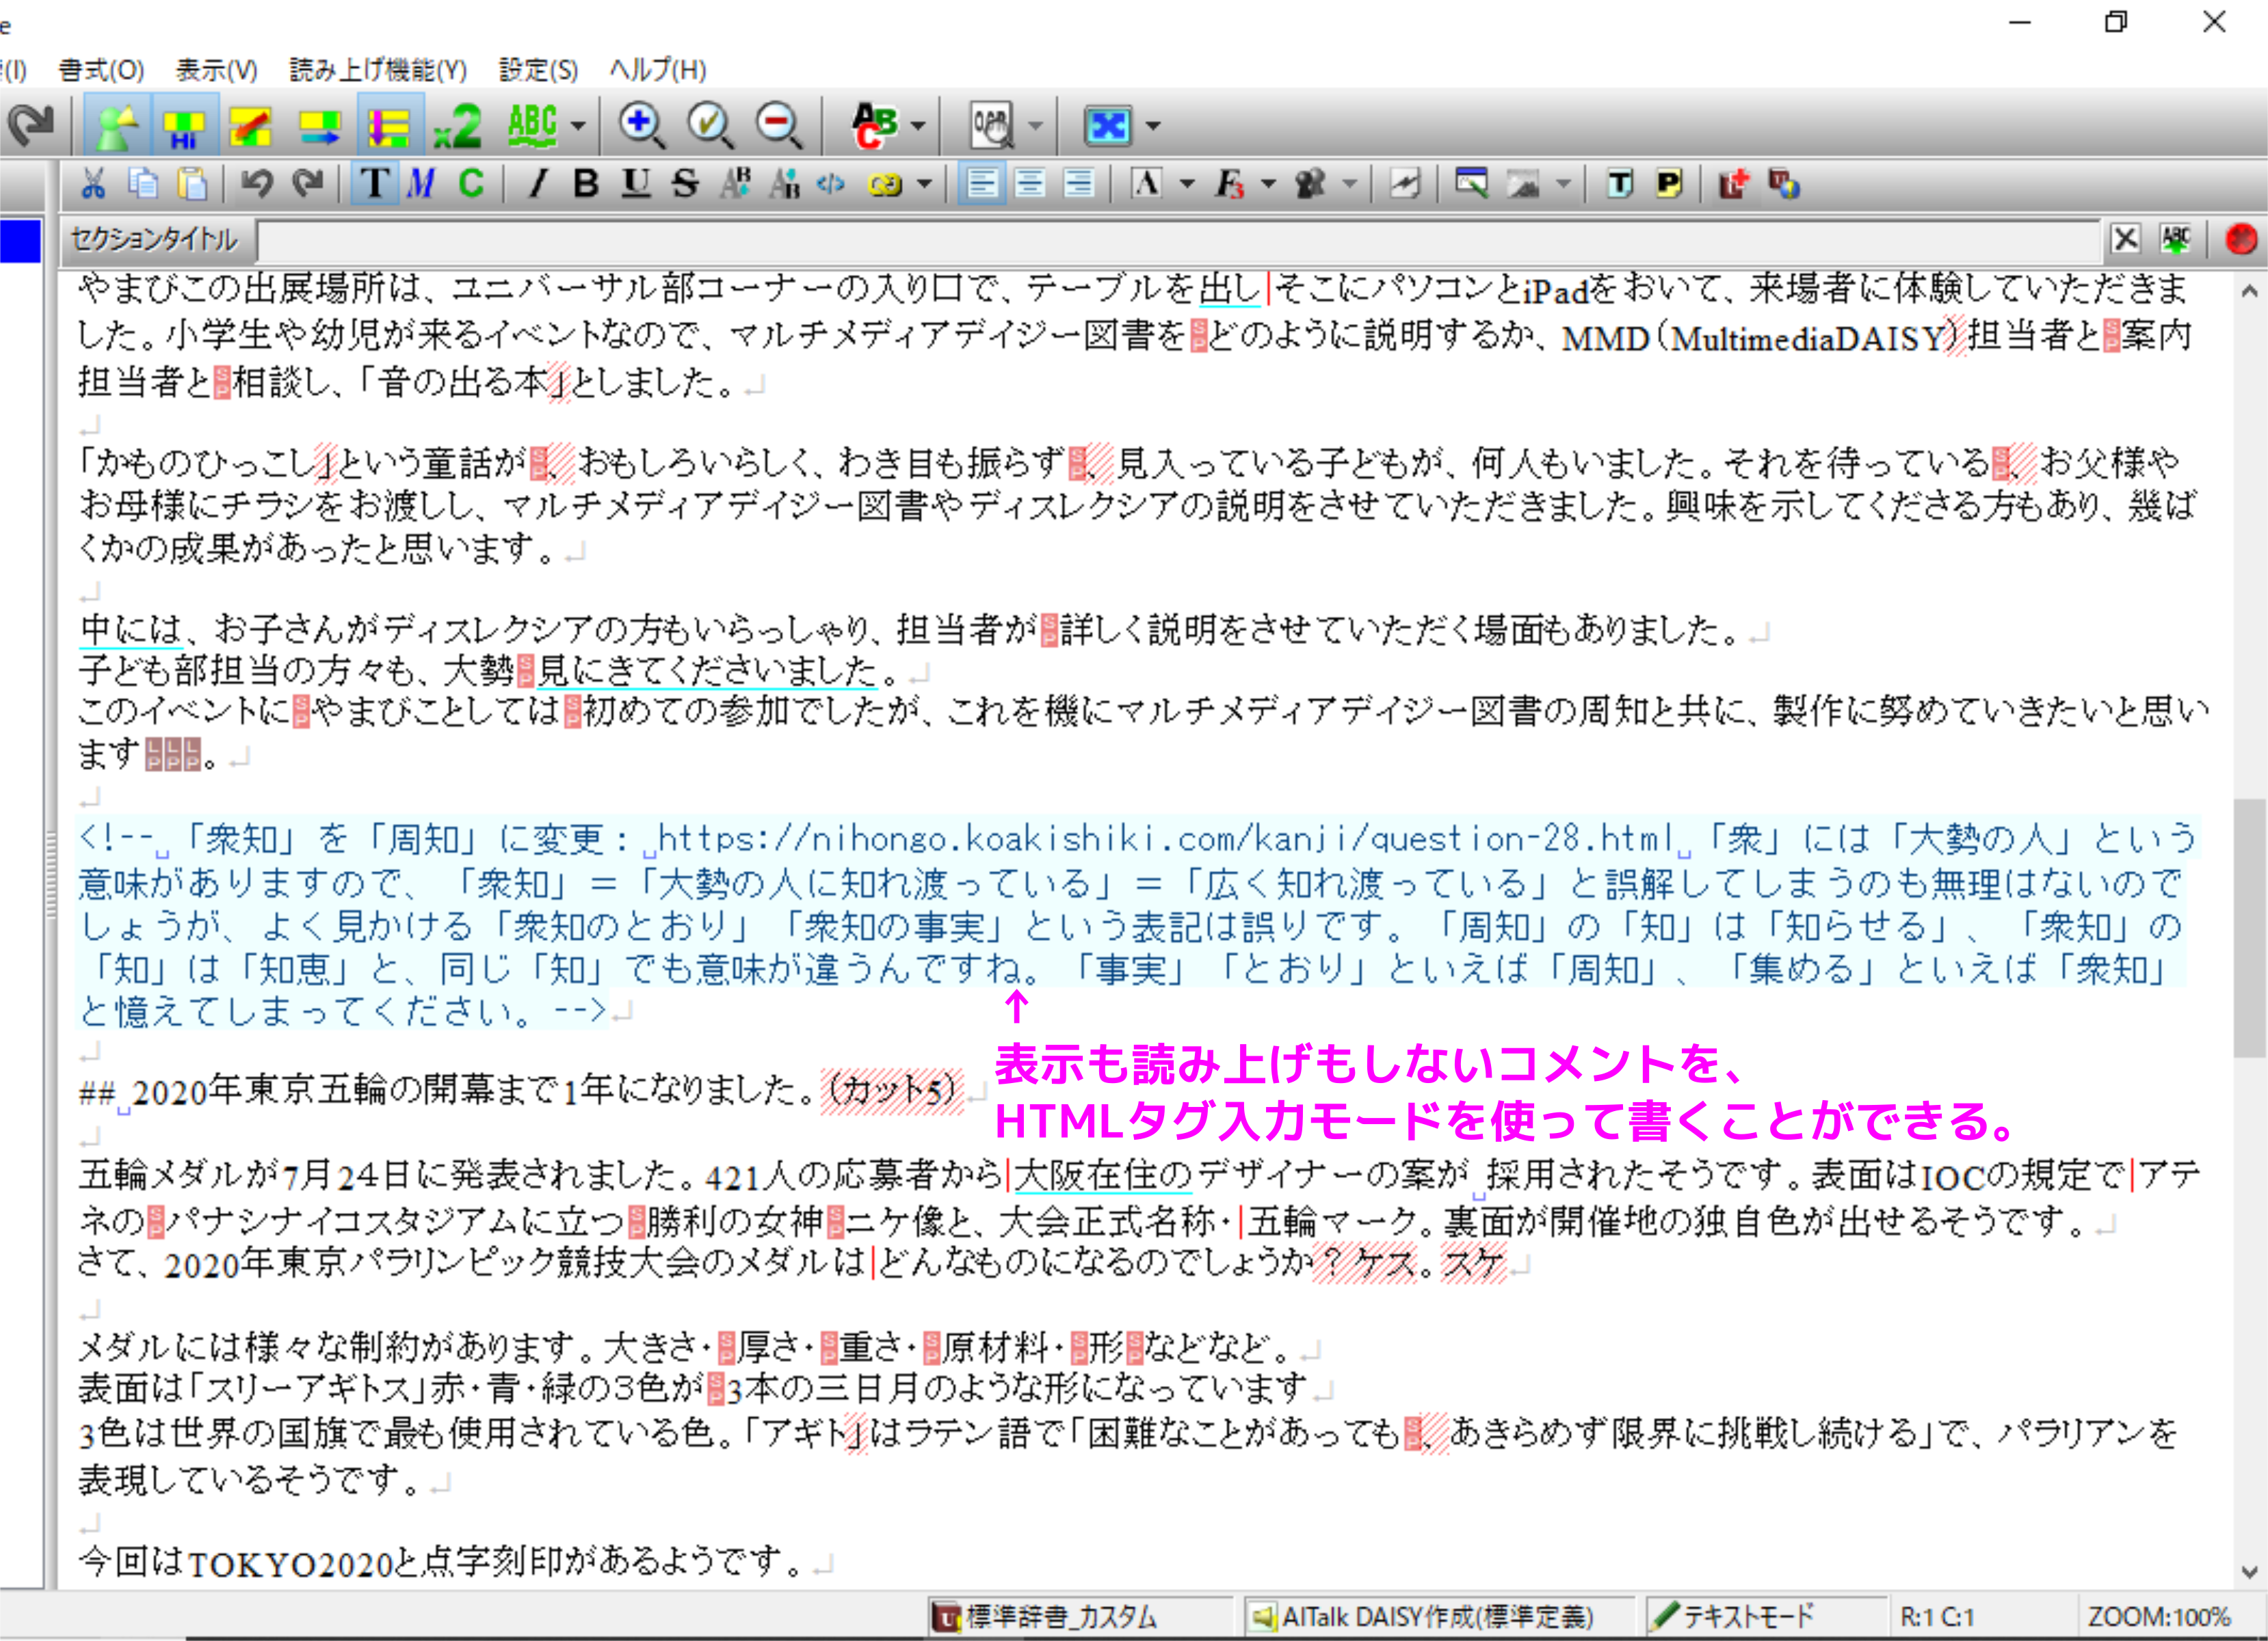 e
(I) 書式(O) 表示(V) 読み上げ機能(Y) 設定(S) ヘルプ(H)
Hi x2 ABC ABC
T M C I B U S A F3 T P
セクションタイトル
やまびこの出展場所は、ユニバーサル部コーナーの入り口で、テーブルを出し|そこにパソコンとiPadをおいて、来場者に体験していただきま
した。小学生や幼児が来るイベントなので、マルチメディアデイジー図書をSPどのように説明するか、MMD(MultimediaDAISY)担当者とSP案内
担当者とSP相談し、「音の出る本」としました。
「かものひっこし」という童話がSP、おもしろいらしく、わき目も振らずSP、見入っている子どもが、何人もいました。それを待っているSP、お父様や
お母様にチラシをお渡しし、マルチメディアデイジー図書やディスレクシアの説明をさせていただきました。興味を示してくださる方もあり、幾ば
くかの成果があったと思います。
中には、お子さんがディスレクシアの方もいらっしゃり、担当者がSP詳しく説明をさせていただく場面もありました。
子ども部担当の方々も、大勢SP見にきてくださいました。
このイベントにSPやまびことしてはSP初めての参加でしたが、これを機にマルチメディアデイジー図書の周知と共に、製作に努めていきたいと思い
ますLPLPLP。
<!-- 「衆知」を「周知」に変更： https://nihongo.koakishiki.com/kanji/question-28.html 「衆」には「大勢の人」という
意味がありますので、「衆知」＝「大勢の人に知れ渡っている」＝「広く知れ渡っている」と誤解してしまうのも無理はないので
しょうが、よく見かける「衆知のとおり」「衆知の事実」という表記は誤りです。「周知」の「知」は「知らせる」、「衆知」の
「知」は「知恵」と、同じ「知」でも意味が違うんですね。「事実」「とおり」といえば「周知」、「集める」といえば「衆知」
と憶えてしまってください。-->
↑
表示も読み上げもしないコメントを、
HTMLタグ入力モードを使って書くことができる。
## 2020年東京五輪の開幕まで1年になりました。(カット5)
五輪メダルが7月24日に発表されました。421人の応募者から|大阪在住のデザイナーの案が 採用されたそうです。表面はIOCの規定で|アテ
ネのSPパナシナイコスタジアムに立つSP勝利の女神SPニケ像と、大会正式名称・|五輪マーク。裏面が開催地の独自色が出せるそうです。
さて、2020年東京パラリンピック競技大会のメダルは|どんなものになるのでしょうか？ケス。スケ
メダルには様々な制約があります。大きさ・SP厚さ・SP重さ・SP原材料・SP形SPなどなど。
表面は「スリーアギトス」赤・青・緑の3色がSP3本の三日月のような形になっています
3色は世界の国旗で最も使用されている色。「アギト」はラテン語で「困難なことがあってもSP、あきらめず限界に挑戦し続ける」で、パラリアンを
表現しているそうです。
今回はTOKYO2020と点字刻印があるようです。
標準辞書_カスタム AITalk DAISY作成(標準定義) テキストモード R:1 C:1 ZOOM:100%